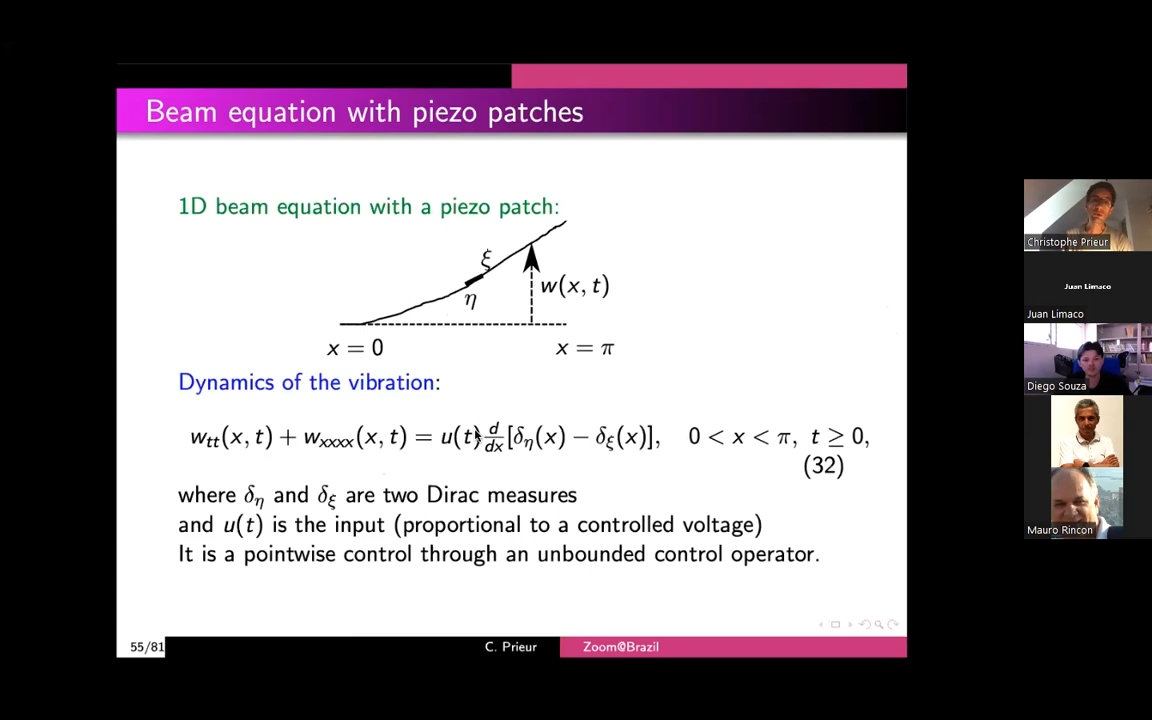 Beam equation with piezo patches
1D beam equation with a piezo patch:
ξ
η
w(x, t)
x = 0
x = π
Dynamics of the vibration:
wₜₜ(x, t) + wₓₓₓₓ(x, t) = u(t) d/dx [δ_η(x) − δ_ξ(x)], 0 < x < π, t ≥ 0,
(32)
where δ_η and δ_ξ are two Dirac measures
and u(t) is the input (proportional to a controlled voltage)
It is a pointwise control through an unbounded control operator.
55/81
C. Prieur
Zoom@Brazil
Christophe Prieur
Juan Limaco
Juan Limaco
Diego Souza
Mauro Rincon